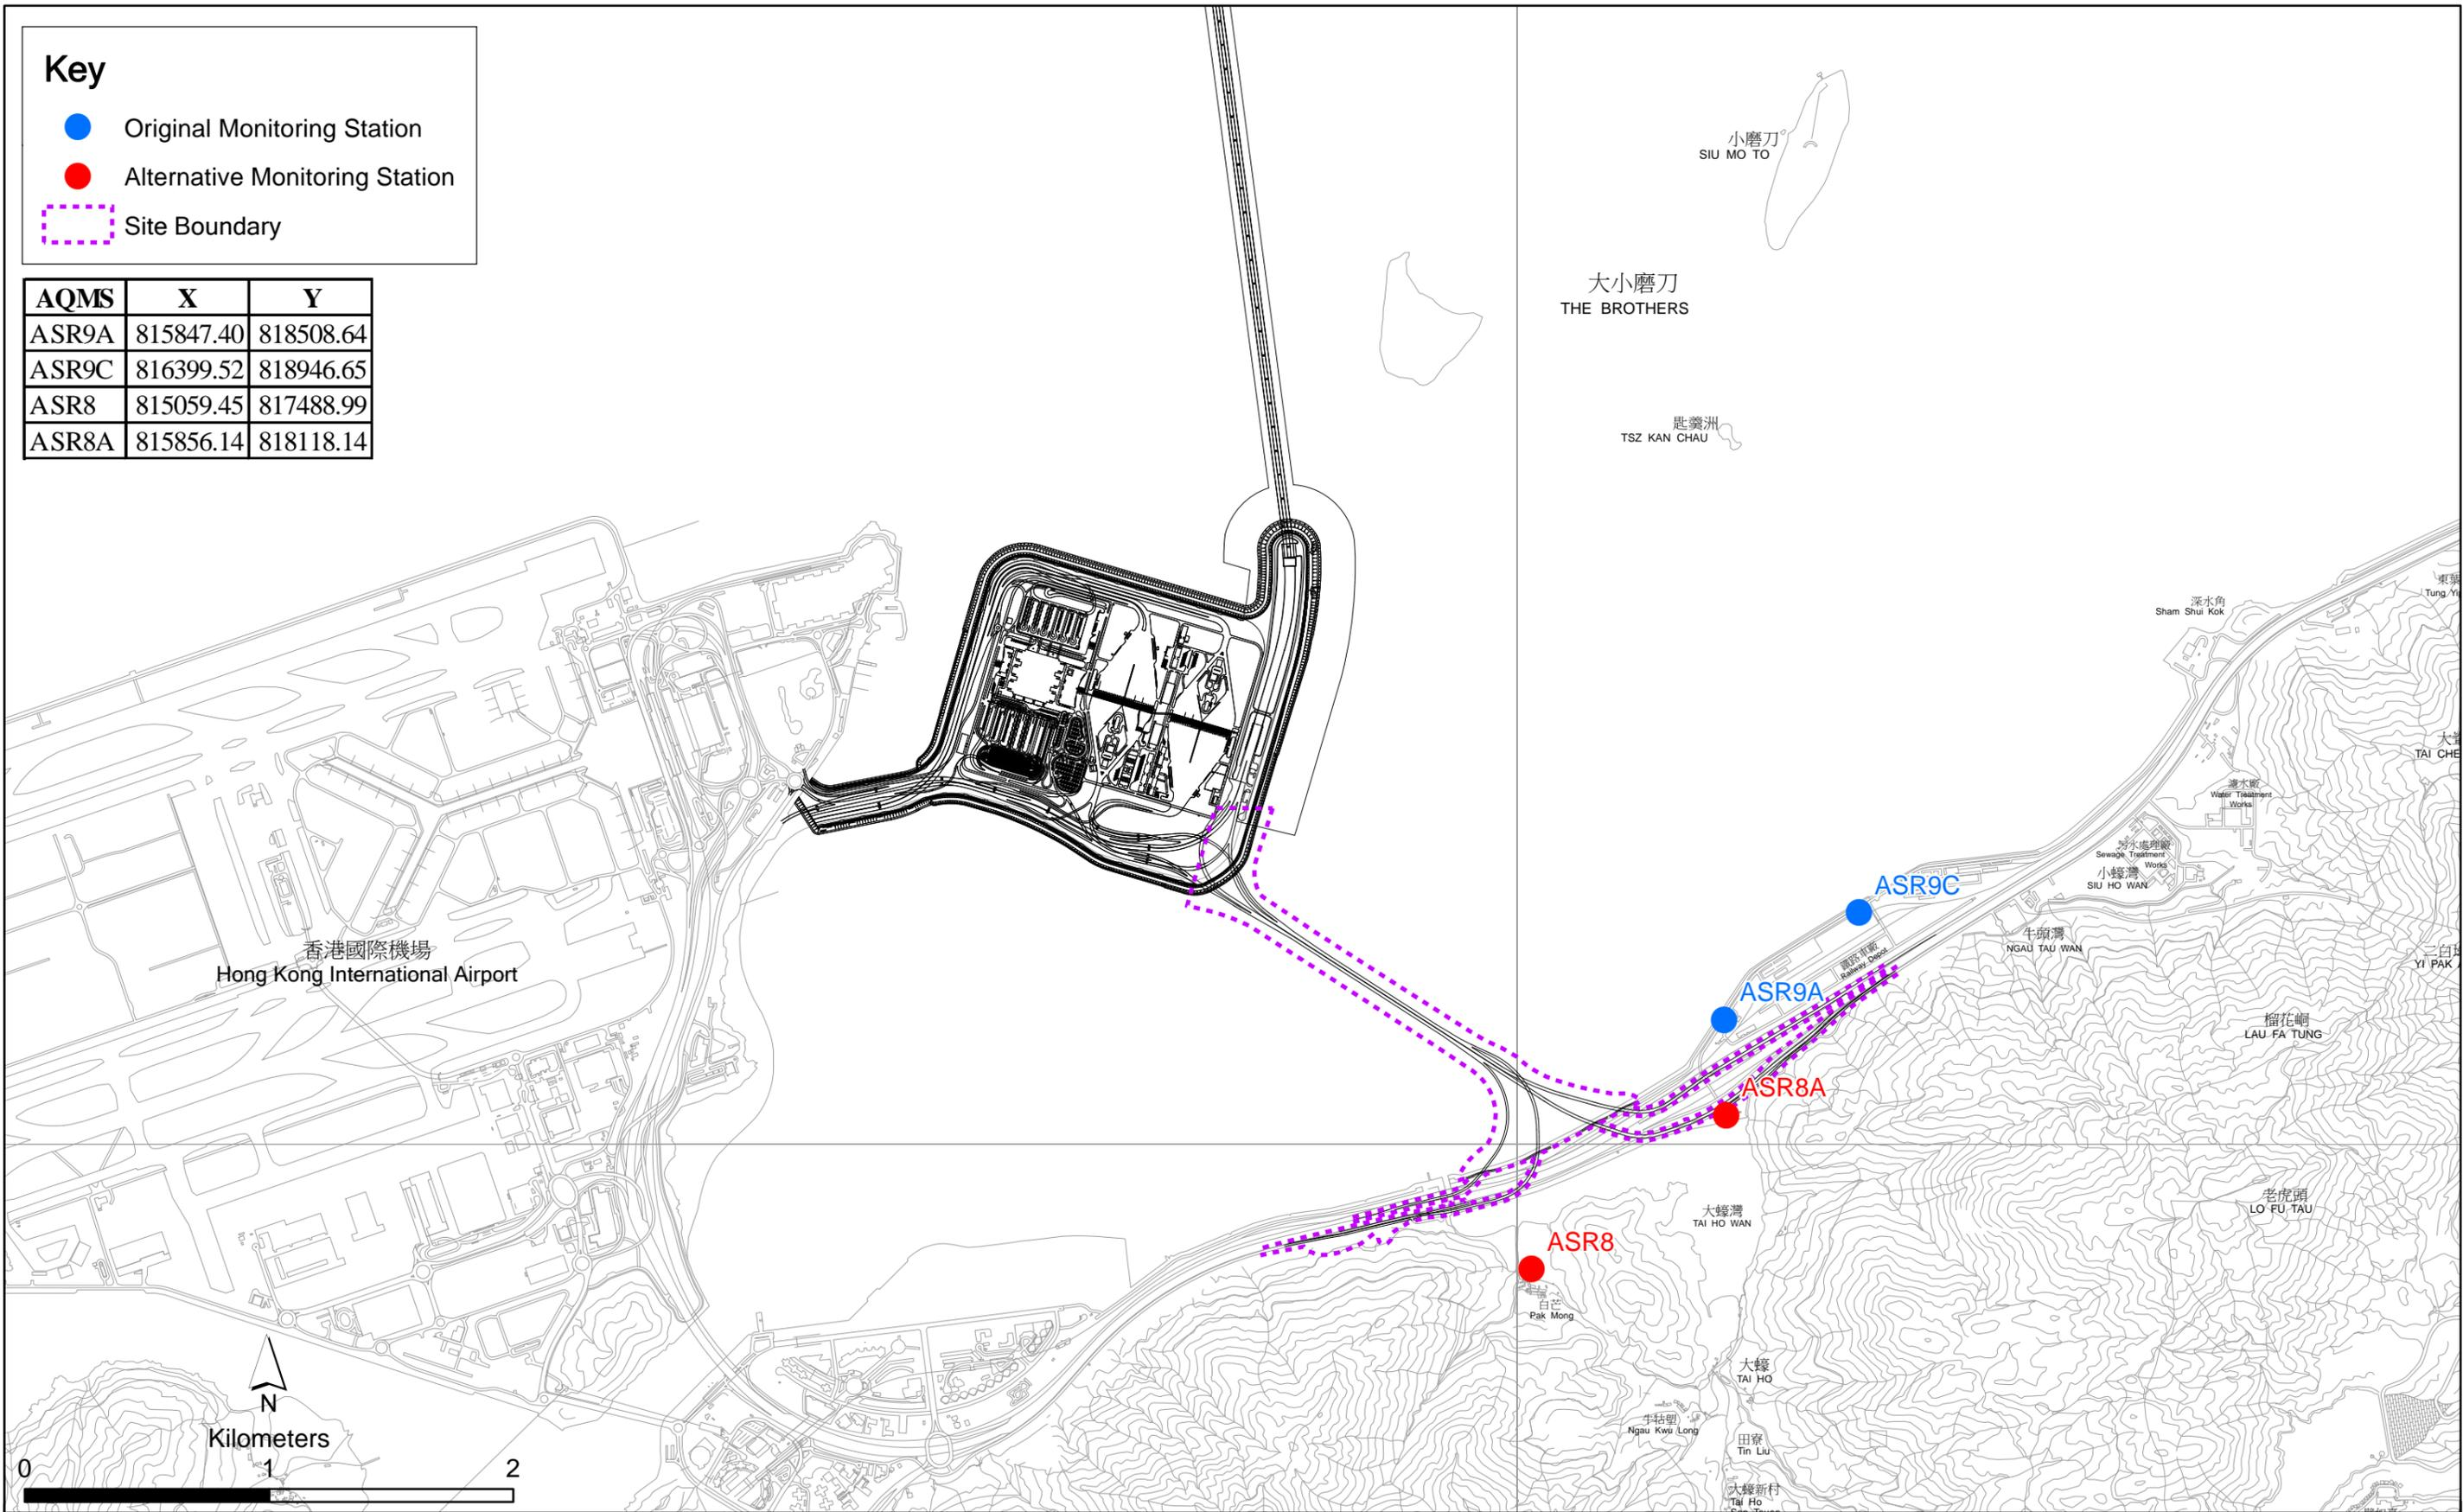 Key
Original Monitoring Station
Alternative Monitoring Station
Site Boundary
AQMS X Y
ASR9A 815847.40 818508.64
ASR9C 816399.52 818946.65
ASR8 815059.45 817488.99
ASR8A 815856.14 818118.14
小磨刀
SIU MO TO
大小磨刀
THE BROTHERS
匙羹洲
TSZ KAN CHAU
深水角
Sham Shui Kok
TAI CHE
濾水廠
Water Treatment
Works
污水處理廠
Sewage Treatment
Works
小蠔灣
SIU HO WAN
ASR9C
牛頭灣
NGAU TAU WAN
鐵路車廠
Railway Depot
YI PAK
香港國際機場
Hong Kong International Airport
ASR9A
榴花峒
LAU FA TUNG
ASR8A
老虎頭
LO FU TAU
大蠔灣
TAI HO WAN
ASR8
白芒
Pak Mong
大蠔
TAI HO
牛牯塱
Ngau Kwu Long
田寮
Tin Liu
大蠔新村
Tai Ho
N
Kilometers
0 1 2